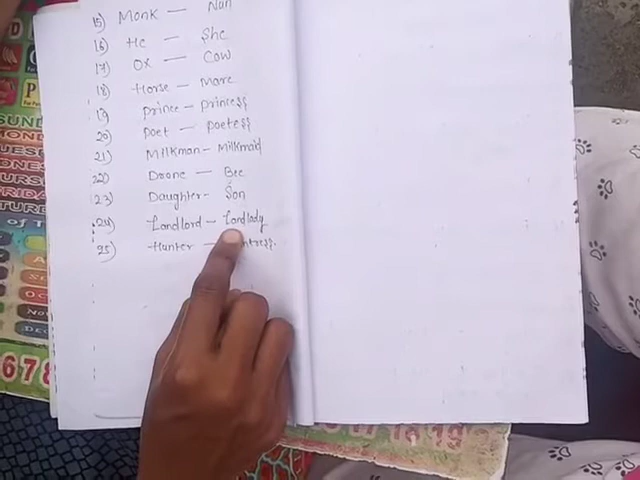 15) Monk — Nun
16) He — She
17) Ox — Cow
18) Horse — Mare
19) prince - princess
20) poet - poetess
21) Milkman - Milkmaid
22) Drone — Bee
23) Daughter - Son
24) Landlord - Landlady
25) Hunter —
SUN